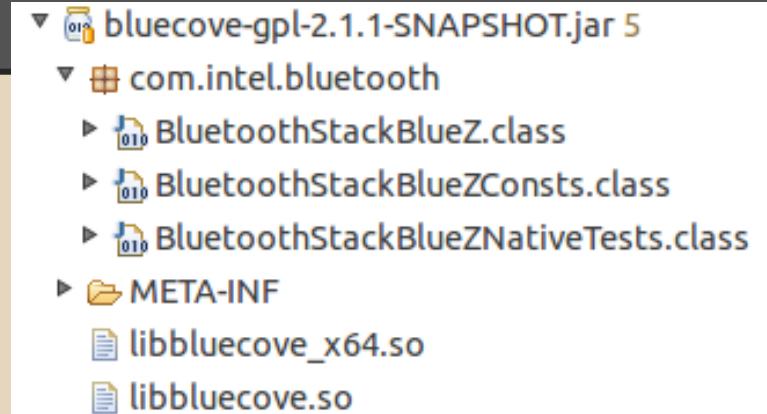 bluecove-gpl-2.1.1-SNAPSHOT.jar 5
com.intel.bluetooth
BluetoothStackBlueZ.class
BluetoothStackBlueZConsts.class
BluetoothStackBlueZNativeTests.class
META-INF
libbluecove_x64.so
libbluecove.so